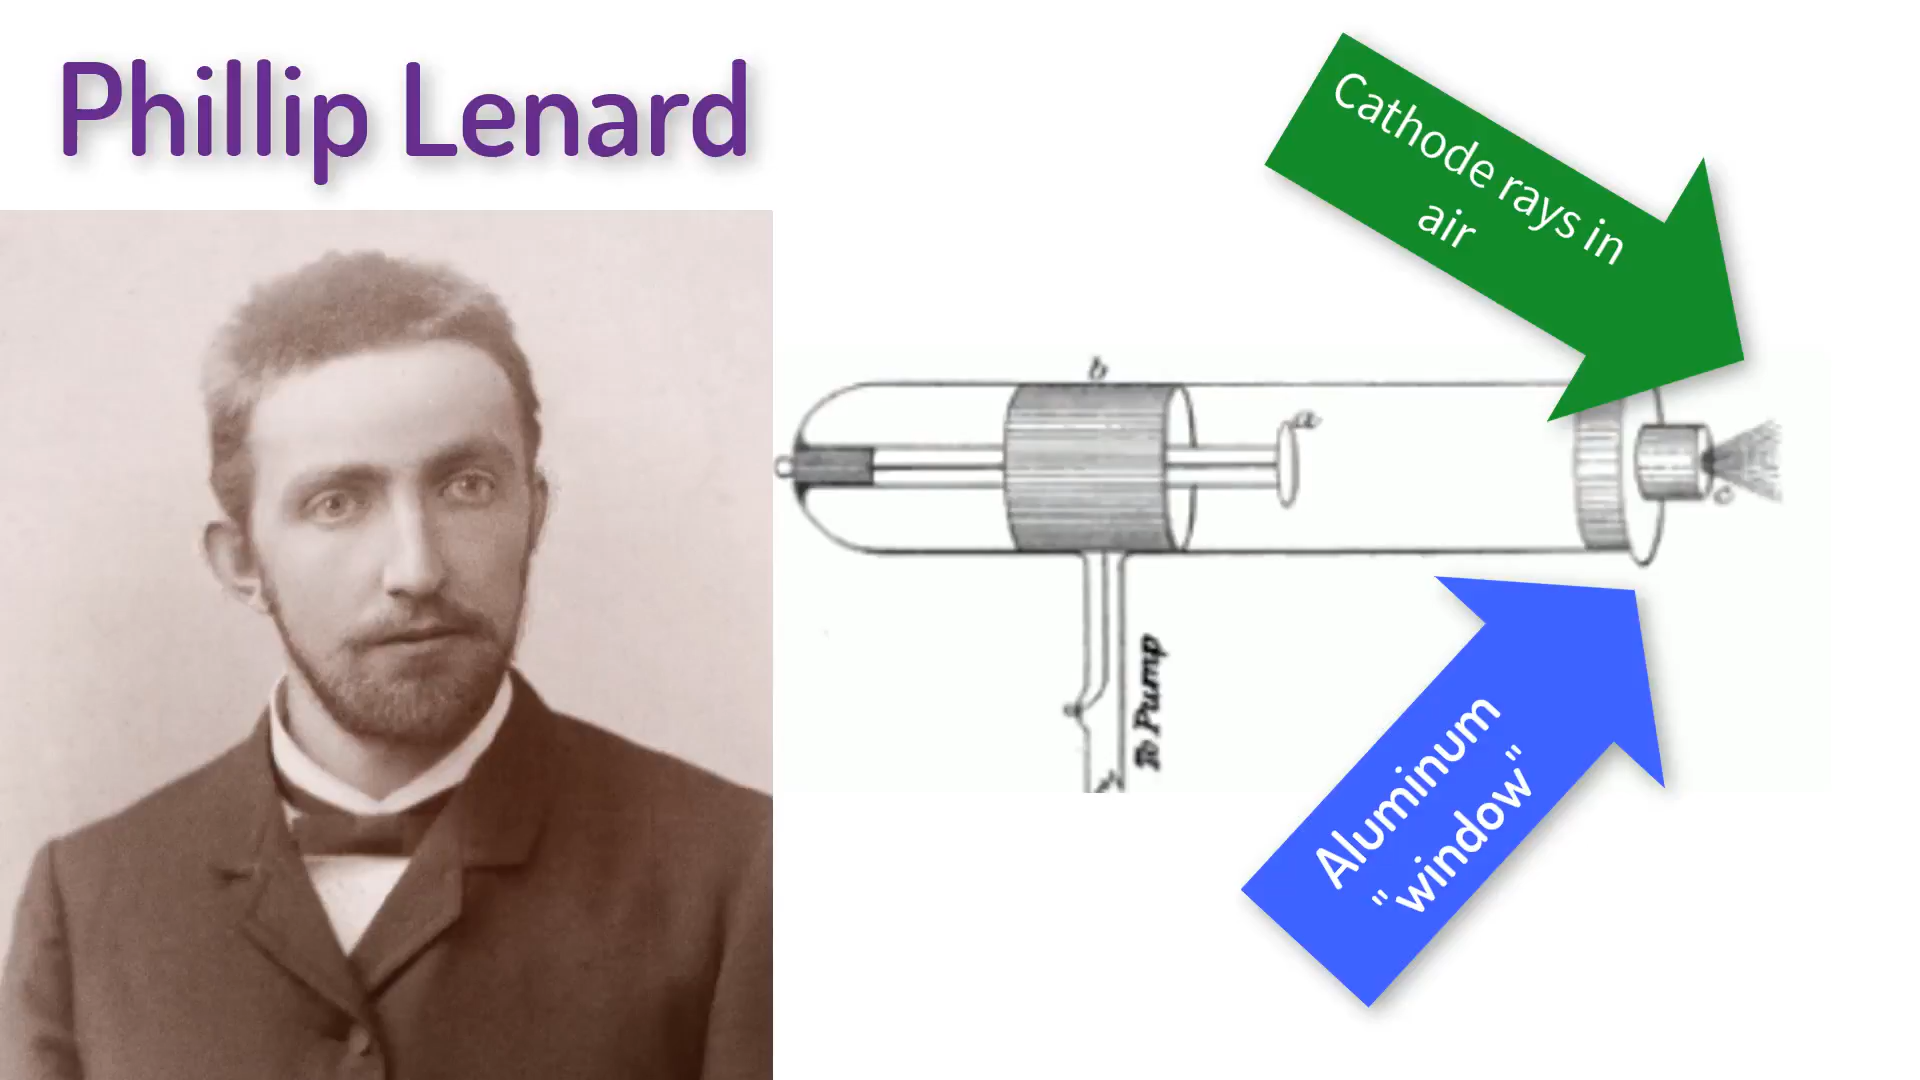 Phillip Lenard
Cathode rays in
air
b
a
c
To Pump
Aluminum
"window"